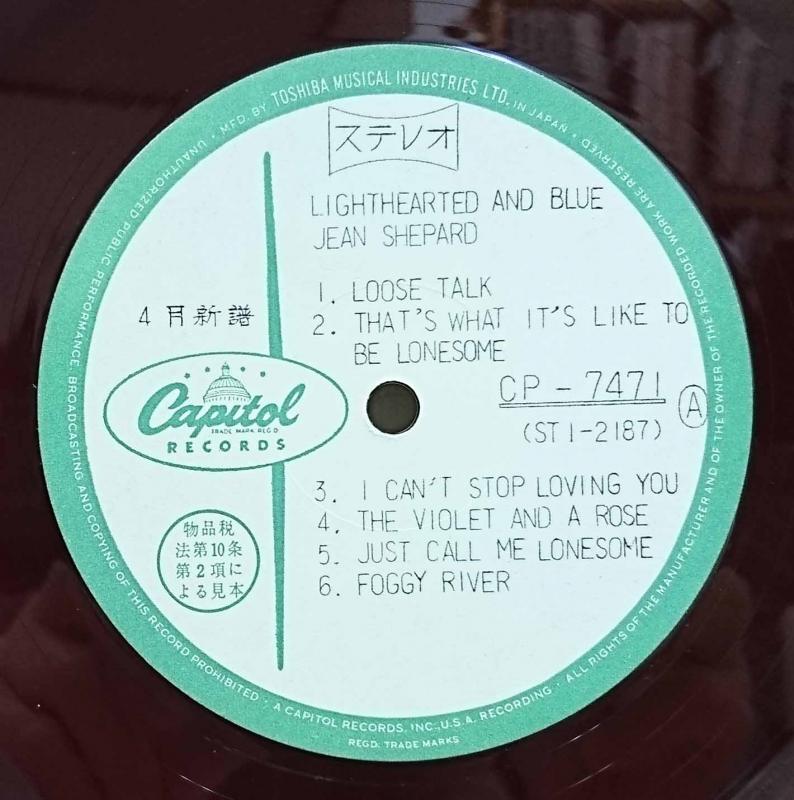 • MFD. BY TOSHIBA MUSICAL INDUSTRIES LTD. IN JAPAN •
ALL RIGHTS OF THE MANUFACTURER AND OF THE OWNER OF THE RECORDED WORK ARE RESERVED
UNAUTHORIZED PUBLIC PERFORMANCE, BROADCASTING AND COPYING OF THIS RECORD PROHIBITED • A CAPITOL RECORDS, INC., U.S.A. RECORDING •
REGD. TRADE MARKS
ステレオ
LIGHTHEARTED AND BLUE
JEAN SHEPARD
1. LOOSE TALK
2. THAT'S WHAT IT'S LIKE TO
BE LONESOME
4月新譜
CP-7471 A
(ST1-2187)
Capitol
TRADE MARK REG'D
RECORDS
3. I CAN'T STOP LOVING YOU
4. THE VIOLET AND A ROSE
5. JUST CALL ME LONESOME
6. FOGGY RIVER
物品税
法第10条
第2項に
よる見本